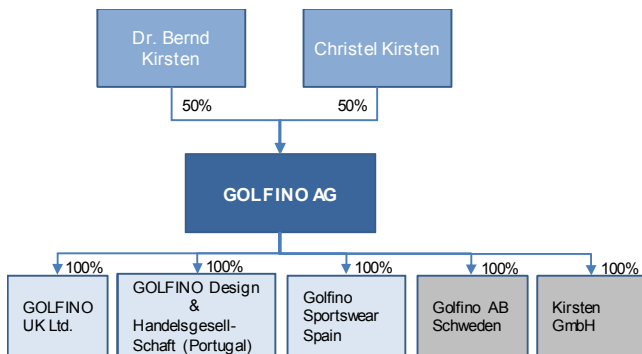 Dr. Bernd
Kirsten
Christel Kirsten
50%
50%
GOLFINO AG
100%
100%
100%
100%
100%
GOLFINO
UK Ltd.
GOLFINO Design
&
Handelsgesell-
Schaft (Portugal)
Golfino
Sportswear
Spain
Golfino AB
Schweden
Kirsten
GmbH